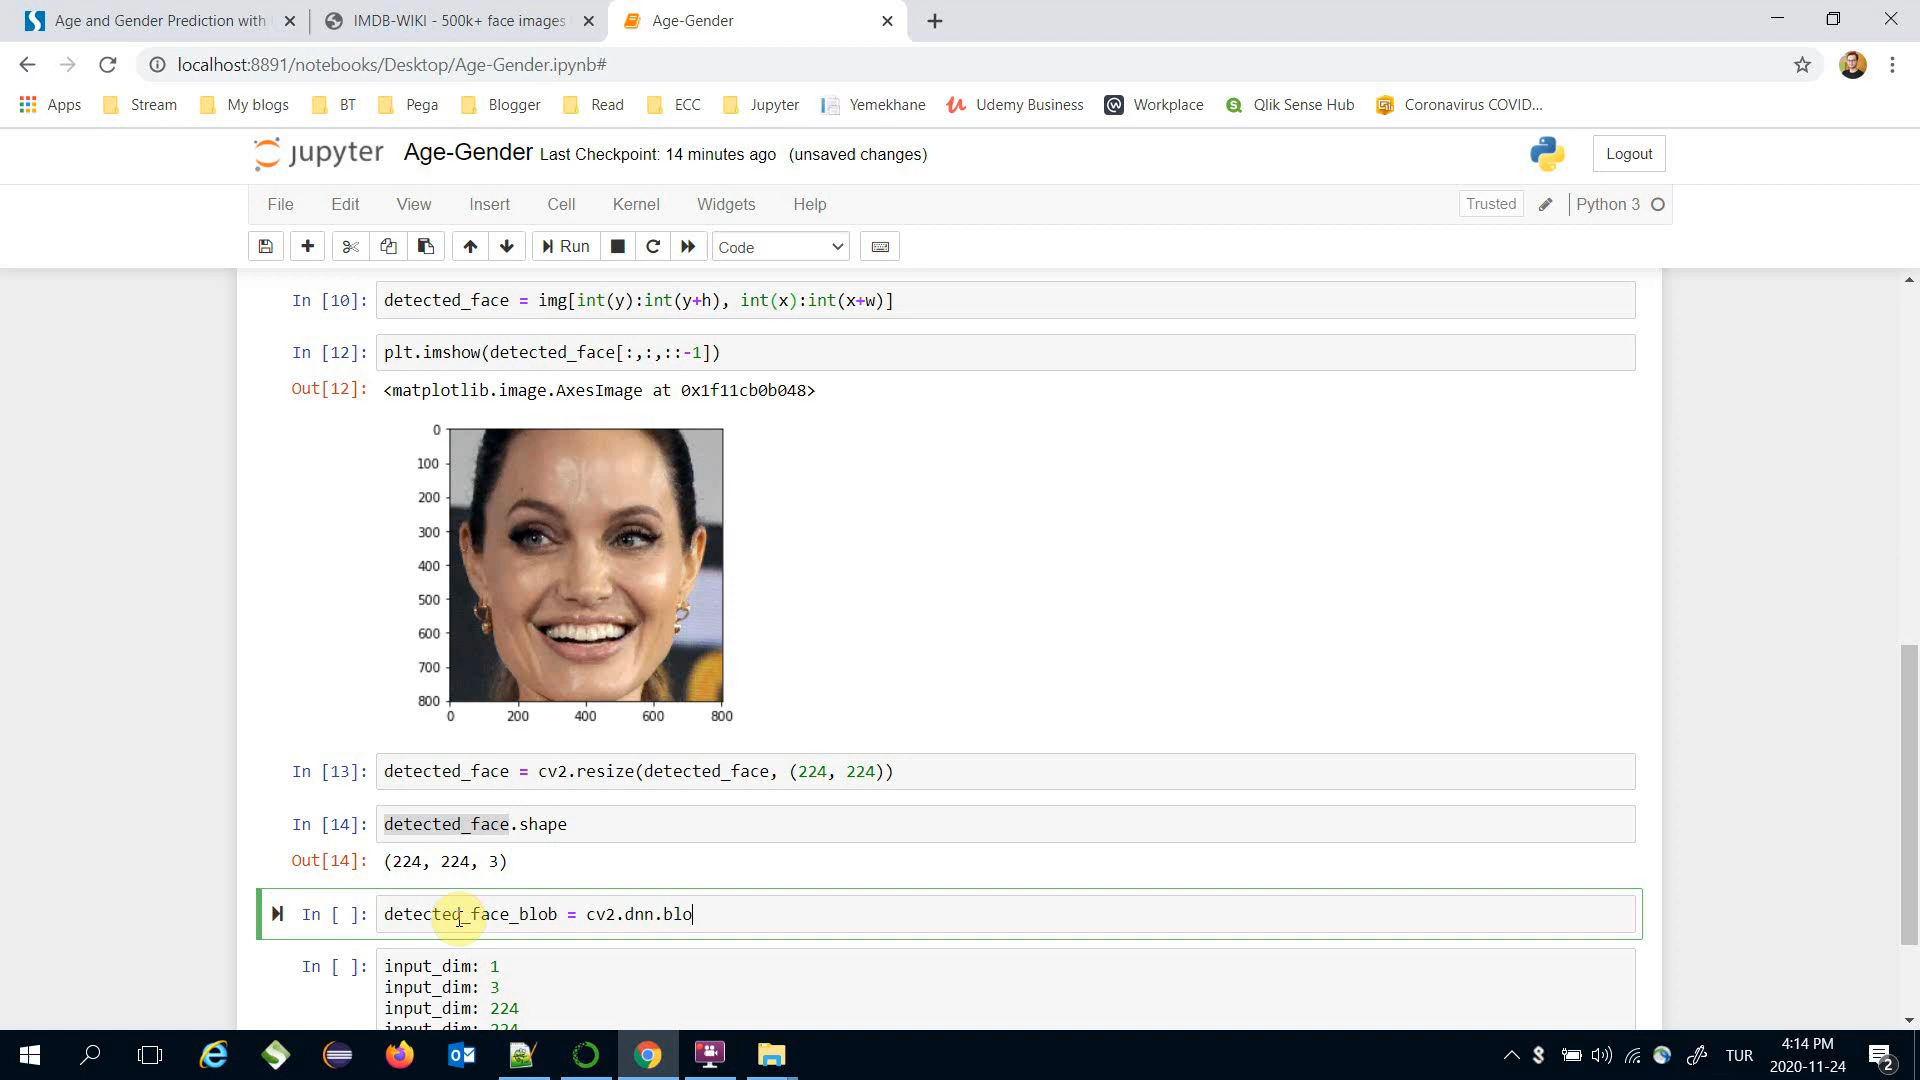 Age and Gender Prediction with
IMDB-WIKI - 500k+ face images
Age-Gender
localhost:8891/notebooks/Desktop/Age-Gender.ipynb#
Apps Stream My blogs BT Pega Blogger Read ECC Jupyter Yemekhane Udemy Business Workplace Qlik Sense Hub Coronavirus COVID...
jupyter Age-Gender Last Checkpoint: 14 minutes ago (unsaved changes) Logout
File Edit View Insert Cell Kernel Widgets Help Trusted Python 3
Run Code
In [10]: detected_face = img[int(y):int(y+h), int(x):int(x+w)]
In [12]: plt.imshow(detected_face[:,:,::-1])
Out[12]: <matplotlib.image.AxesImage at 0x1f11cb0b048>
0
100
200
300
400
500
600
700
800
0 200 400 600 800
In [13]: detected_face = cv2.resize(detected_face, (224, 224))
In [14]: detected_face.shape
Out[14]: (224, 224, 3)
In [ ]: detected_face_blob = cv2.dnn.blo
In [ ]: input_dim: 1
input_dim: 3
input_dim: 224
input_dim: 224
TUR
4:14 PM
2020-11-24
2